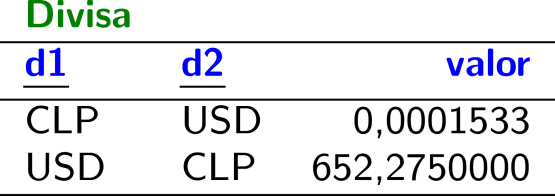 Divisa
d1 d2 valor
CLP USD 0,0001533
USD CLP 652,2750000